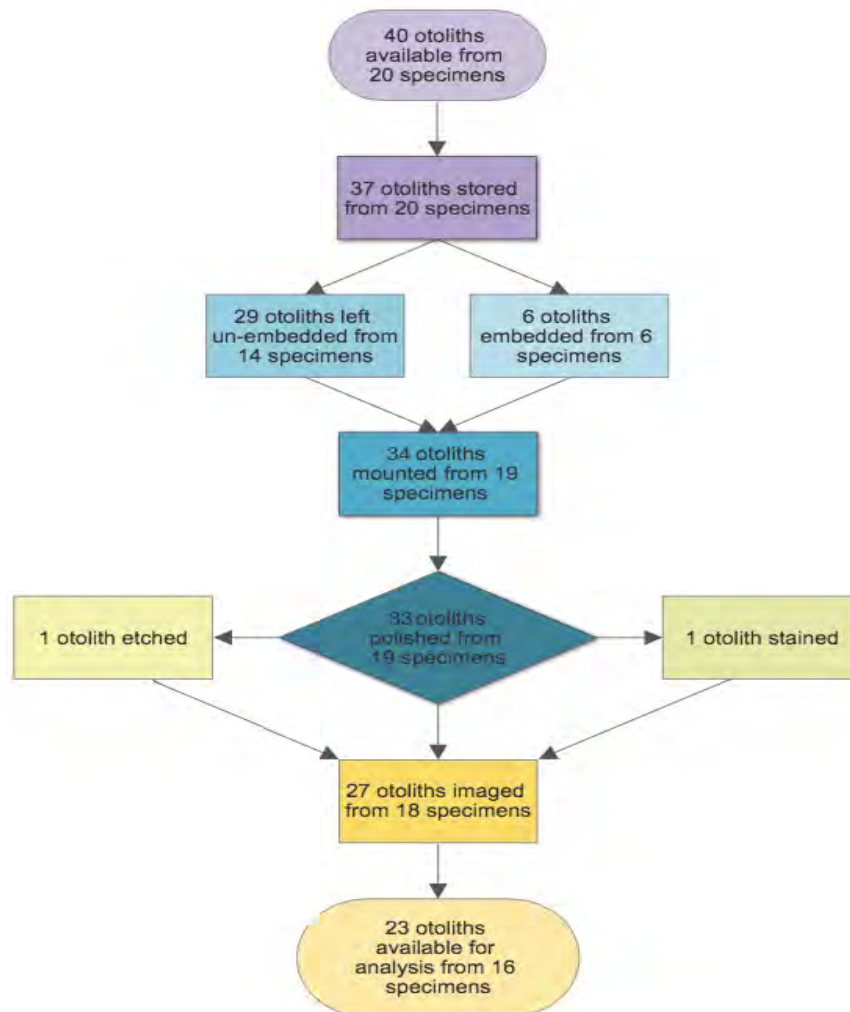 40 otoliths
available from
20 specimens
37 otoliths stored
from 20 specimens
29 otoliths left
un-embedded from
14 specimens
6 otoliths
embedded from 6
specimens
34 otoliths
mounted from 19
specimens
1 otolith etched
33 otoliths
polished from
19 specimens
1 otolith stained
27 otoliths imaged
from 18 specimens
23 otoliths
available for
analysis from 16
specimens